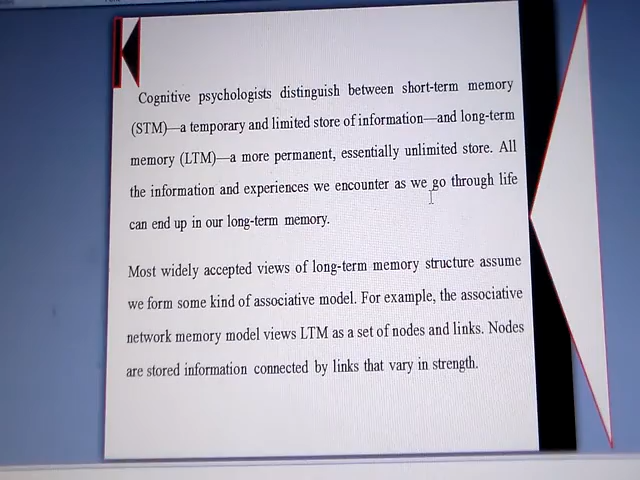 Cognitive psychologists distinguish between short-term memory
(STM)—a temporary and limited store of information—and long-term
memory (LTM)—a more permanent, essentially unlimited store. All
the information and experiences we encounter as we go through life
can end up in our long-term memory.
Most widely accepted views of long-term memory structure assume
we form some kind of associative model. For example, the associative
network memory model views LTM as a set of nodes and links. Nodes
are stored information connected by links that vary in strength.